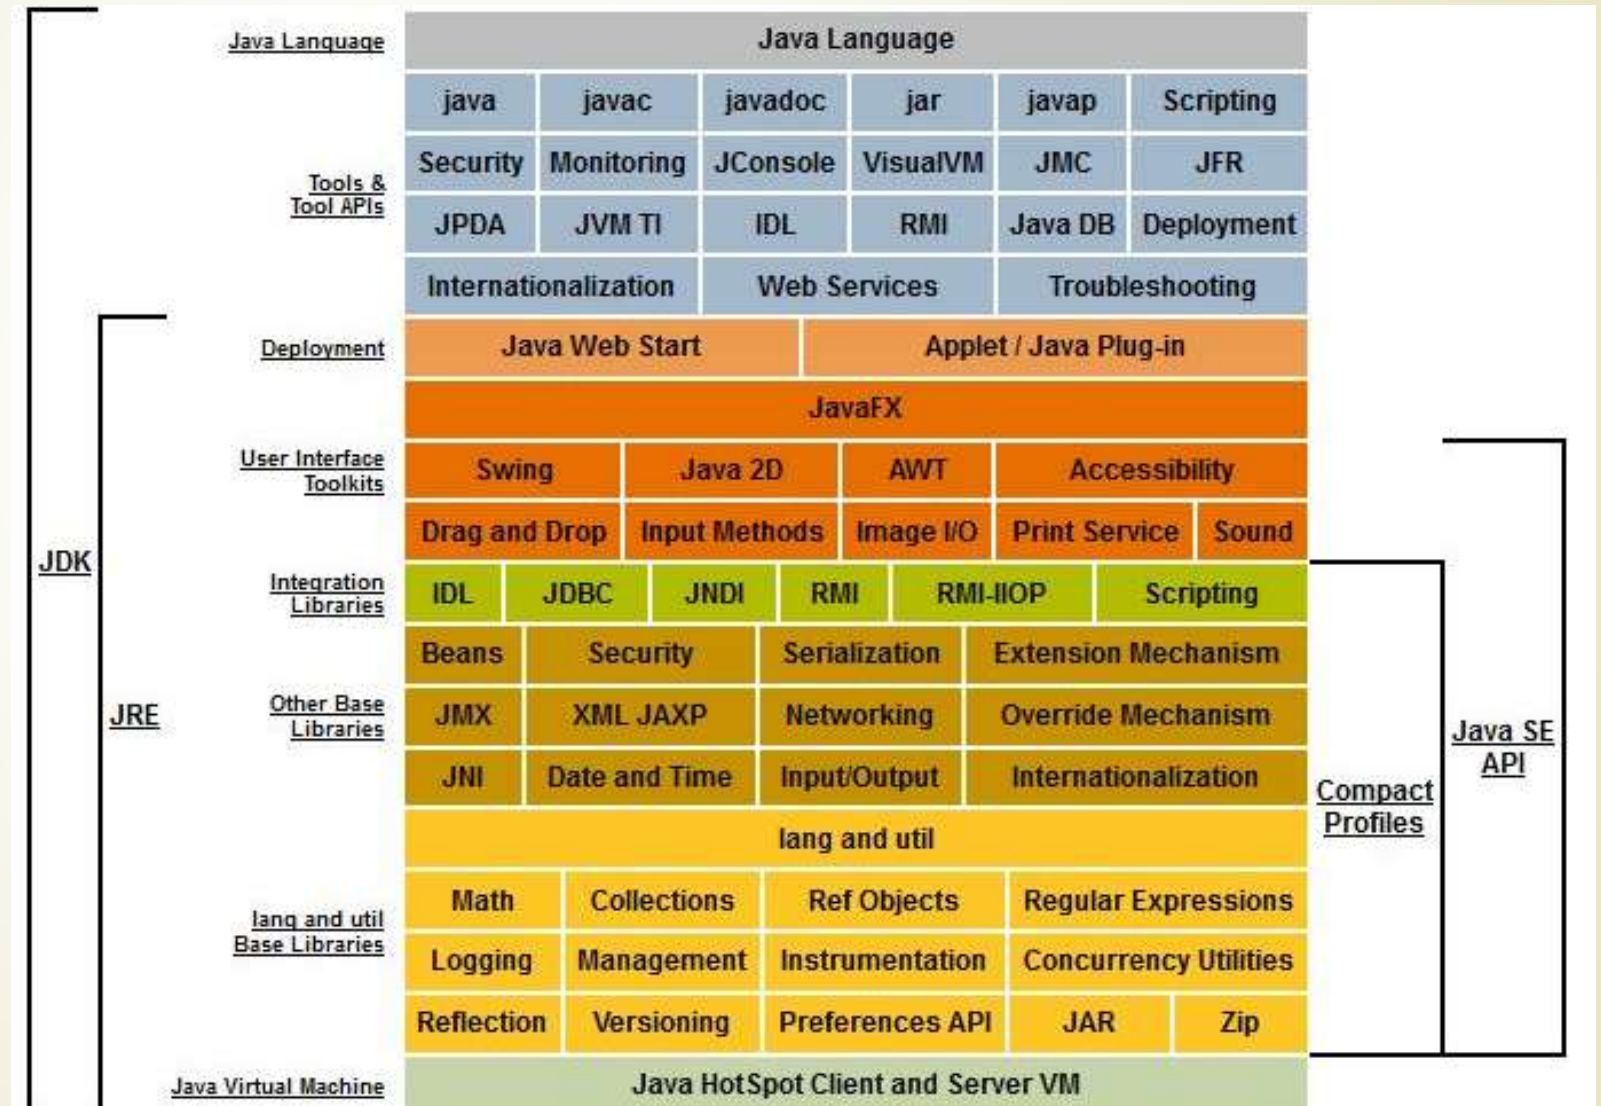 Java Language
Java Language
java javac javadoc jar javap Scripting
Tools & Tool APIs
Security Monitoring JConsole VisualVM JMC JFR
JPDA JVM TI IDL RMI Java DB Deployment
Internationalization Web Services Troubleshooting
Deployment
Java Web Start Applet / Java Plug-in
JavaFX
User Interface
Toolkits
Swing Java 2D AWT Accessibility
Drag and Drop Input Methods Image I/O Print Service Sound
JDK
Integration
Libraries
IDL JDBC JNDI RMI RMI-IIOP Scripting
Beans Security Serialization Extension Mechanism
JRE
Other Base
Libraries
JMX XML JAXP Networking Override Mechanism
Java SE
API
JNI Date and Time Input/Output Internationalization
Compact
Profiles
lang and util
Math Collections Ref Objects Regular Expressions
lang and util
Base Libraries
Logging Management Instrumentation Concurrency Utilities
Reflection Versioning Preferences API JAR Zip
Java Virtual Machine
Java HotSpot Client and Server VM